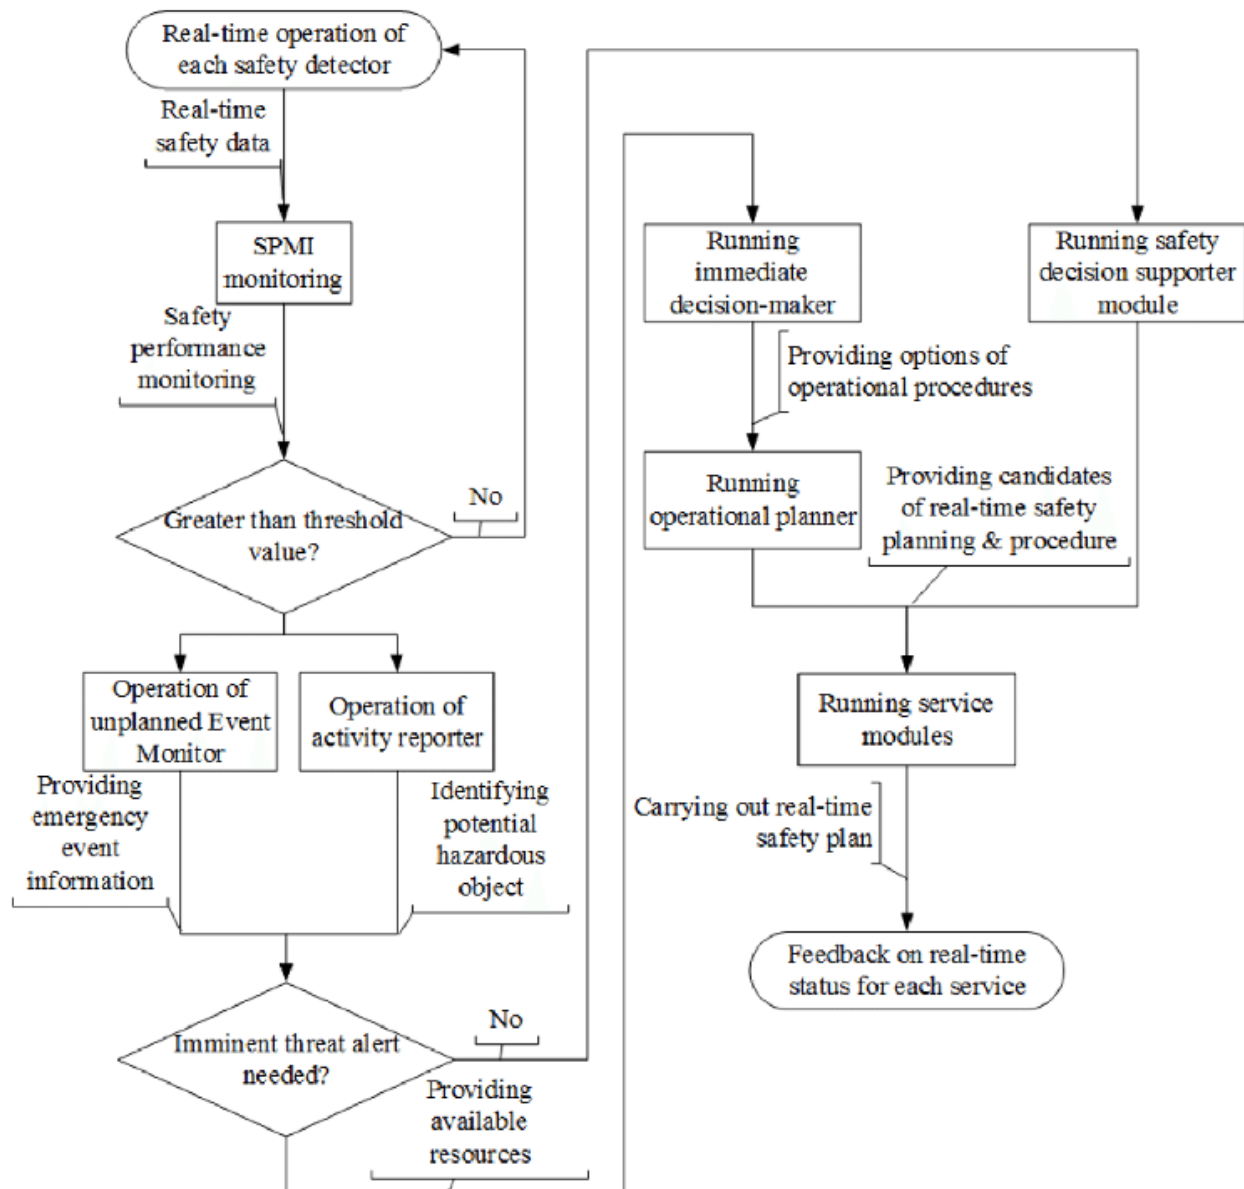 Real-time operation of
each safety detector
Real-time
safety data
SPMI
monitoring
Safety
performance
monitoring
Greater than threshold
value?
No
Operation of
unplanned Event
Monitor
Operation of
activity reporter
Providing
emergency
event
information
Identifying
potential
hazardous
object
Imminent threat alert
needed?
No
Providing
available
resources
Running
immediate
decision-maker
Running safety
decision supporter
module
Providing options of
operational procedures
Running
operational planner
Providing candidates
of real-time safety
planning & procedure
Running service
modules
Carrying out real-time
safety plan
Feedback on real-time
status for each service